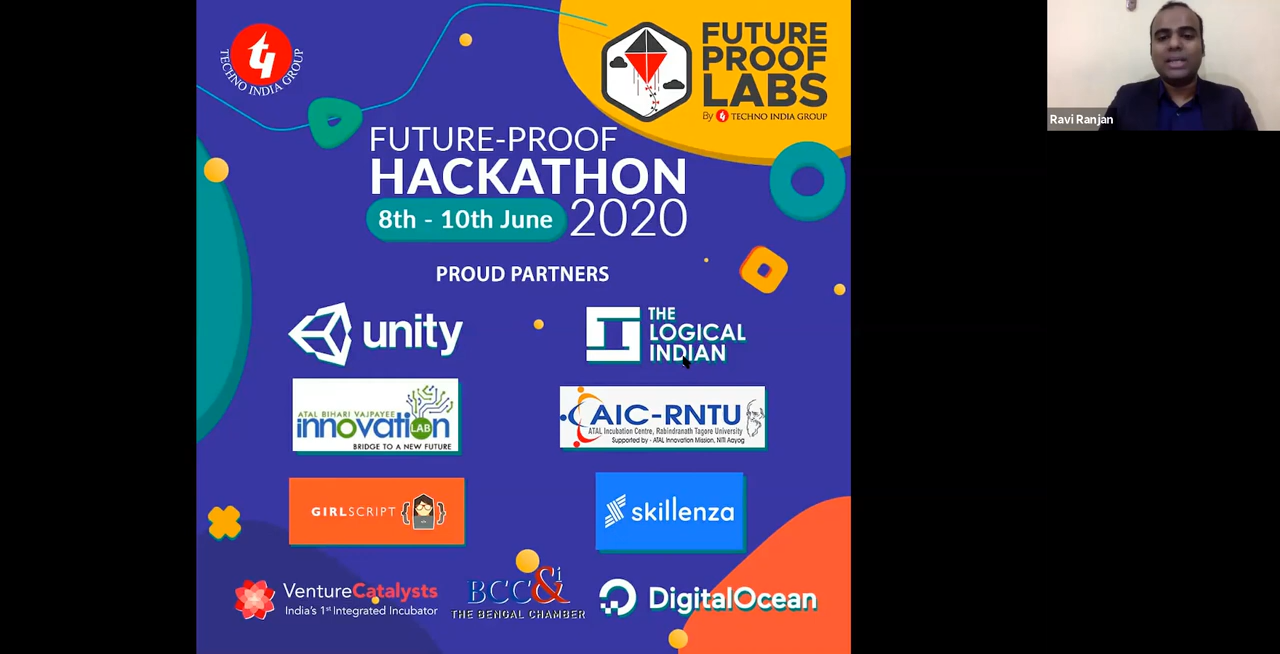 TECHNO INDIA GROUP
FUTURE
PROOF
LABS
By TECHNO INDIA GROUP
Ravi Ranjan
FUTURE-PROOF
HACKATHON
8th - 10th June 2020
PROUD PARTNERS
unity
THE
LOGICAL
INDIAN
ATAL BIHARI VAJPAYEE
innovation
LAB
BRIDGE TO A NEW FUTURE
AIC-RNTU
ATAL Incubation Centre, Rabindranath Tagore University
Supported by - ATAL Innovation Mission, NITI Aayog
GIRLSCRIPT
skillenza
VentureCatalysts
India's 1st Integrated Incubator
BCC&i
THE BENGAL CHAMBER
DigitalOcean